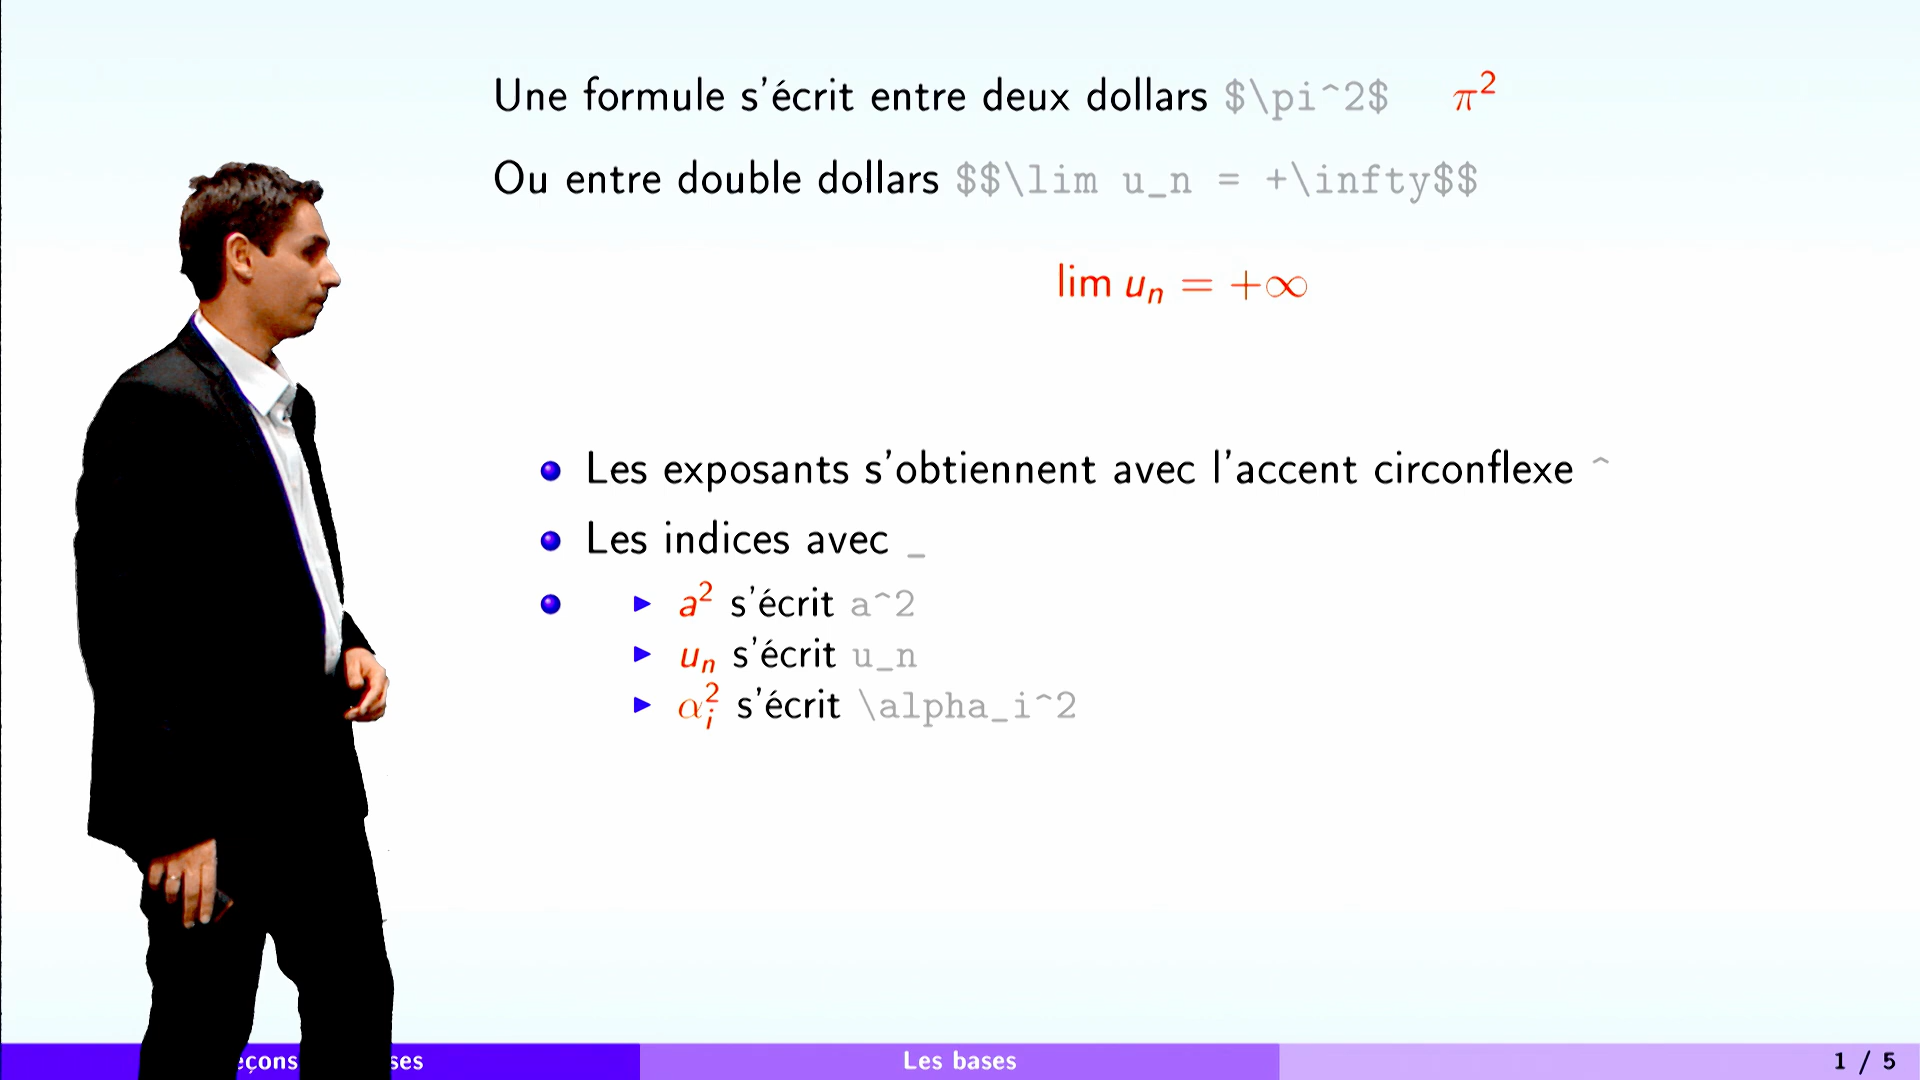 Une formule s'écrit entre deux dollars $\pi^2$ π²
Ou entre double dollars $$\lim u_n = +\infty$$
lim uₙ = +∞
Les exposants s'obtiennent avec l'accent circonflexe ^
Les indices avec _
a² s'écrit a^2
uₙ s'écrit u_n
αᵢ² s'écrit \alpha_i^2
Les bases
1 / 5